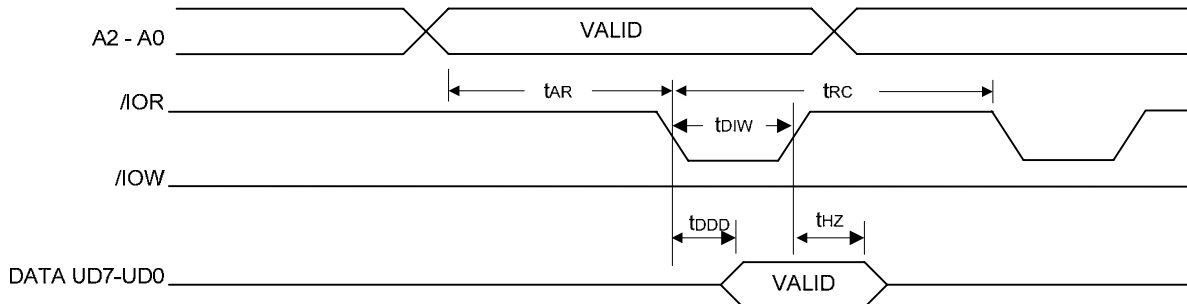 A2 - A0
VALID
tAR
tRC
/IOR
tDIW
/IOW
tDDD
tHZ
DATA UD7-UD0
VALID